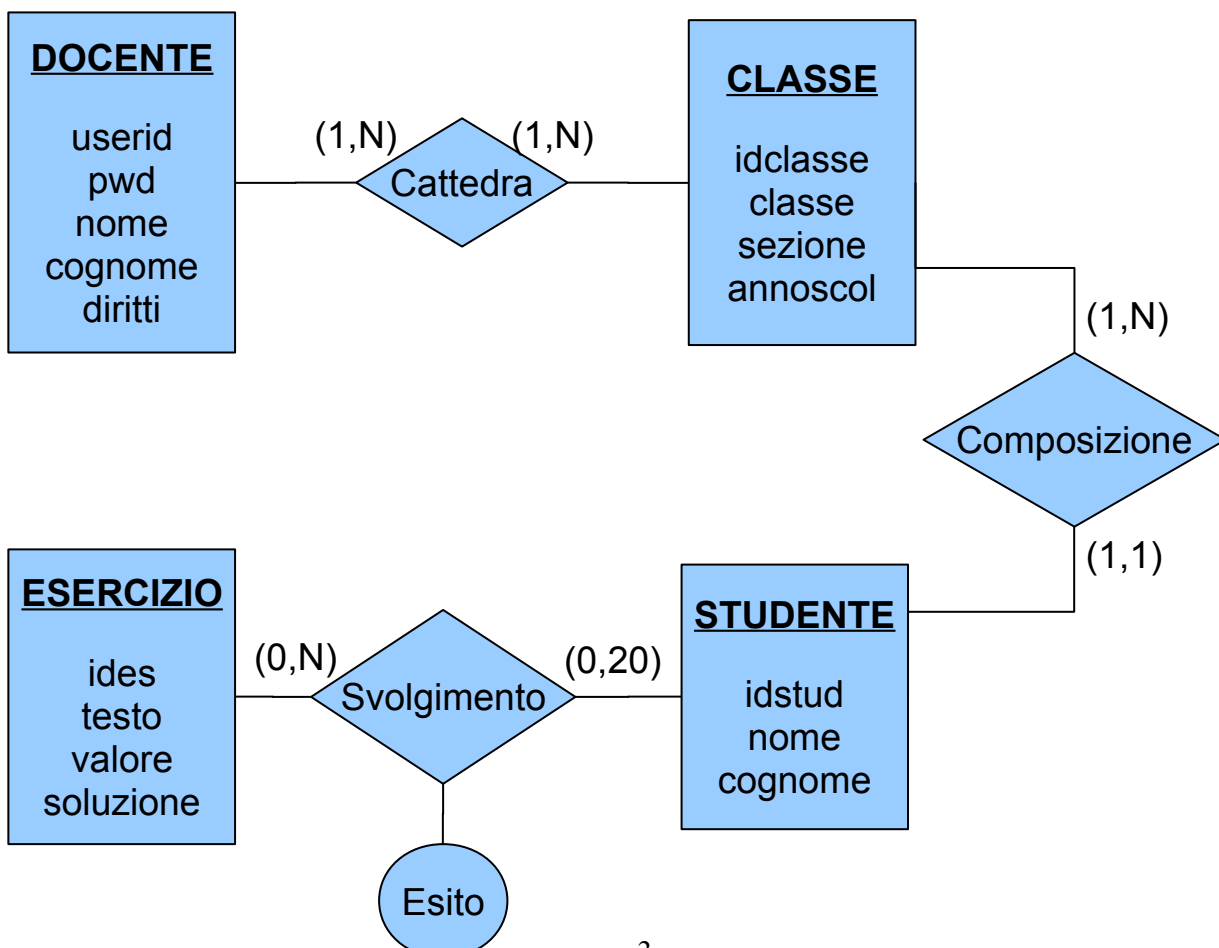 DOCENTE
userid
pwd
nome
cognome
diritti
(1,N)
Cattedra
(1,N)
CLASSE
idclasse
classe
sezione
annoscol
(1,N)
Composizione
(1,1)
ESERCIZIO
ides
testo
valore
soluzione
(0,N)
Svolgimento
(0,20)
STUDENTE
idstud
nome
cognome
Esito